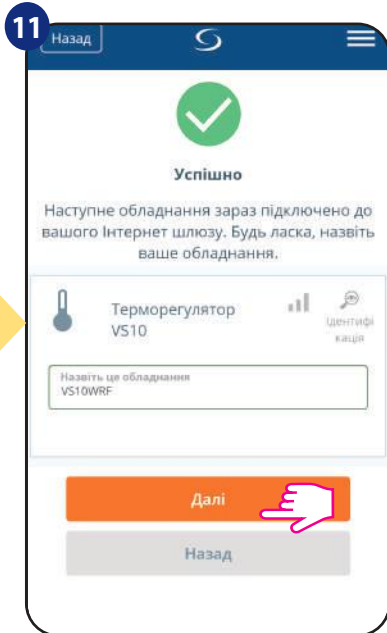 11
Назад
Успішно
Наступне обладнання зараз підключено до
вашого Інтернет шлюзу. Будь ласка, назвіть
ваше обладнання.
Терморегулятор
VS10
Ідентифі
кація
Назвіть це обладнання
VS10WRF
Далі
Назад